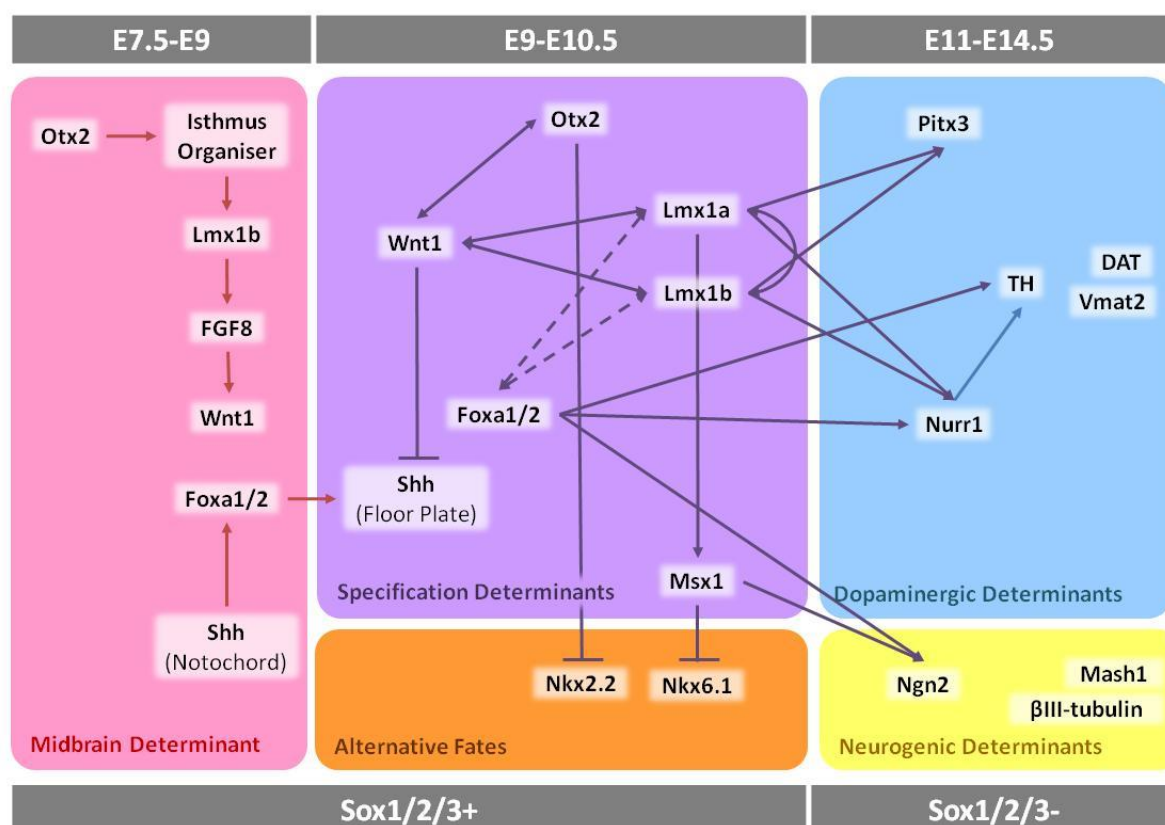 E7.5-E9
E9-E10.5
E11-E14.5
Otx2
Isthmus
Organiser
Lmx1b
FGF8
Wnt1
Foxa1/2
Shh
(Notochord)
Midbrain Determinant
Otx2
Wnt1
Lmx1a
Lmx1b
Foxa1/2
Shh
(Floor Plate)
Msx1
Specification Determinants
Nkx2.2
Nkx6.1
Alternative Fates
Pitx3
DAT
TH
Vmat2
Nurr1
Dopaminergic Determinants
Ngn2
Mash1
βIII-tubulin
Neurogenic Determinants
Sox1/2/3+
Sox1/2/3-